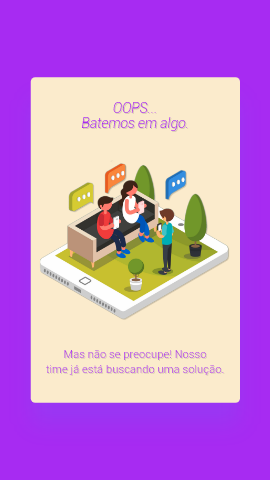 OOPS...
Batemos em algo.
Mas não se preocupe! Nosso
time já está buscando uma solução.